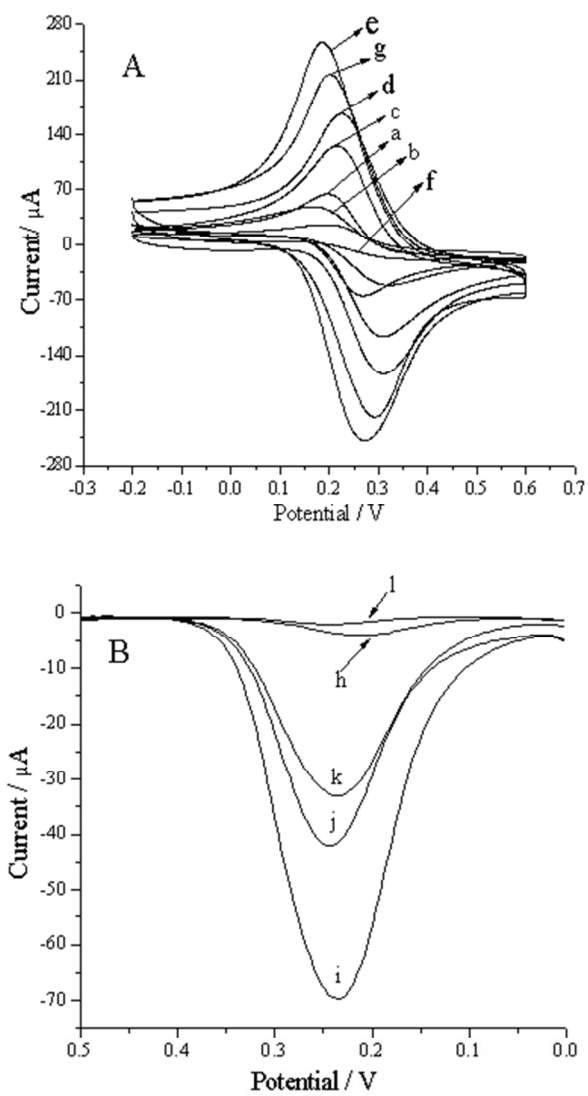 280
210
140
70
0
-70
-140
-210
-280
Current/ μA
A
e
g
d
c
a
b
f
-0.3 -0.2 -0.1 0.0 0.1 0.2 0.3 0.4 0.5 0.6 0.7
Potential / V
0
-10
-20
-30
-40
-50
-60
-70
Current / μA
B
l
h
k
j
i
0.5 0.4 0.3 0.2 0.1 0.0
Potential / V